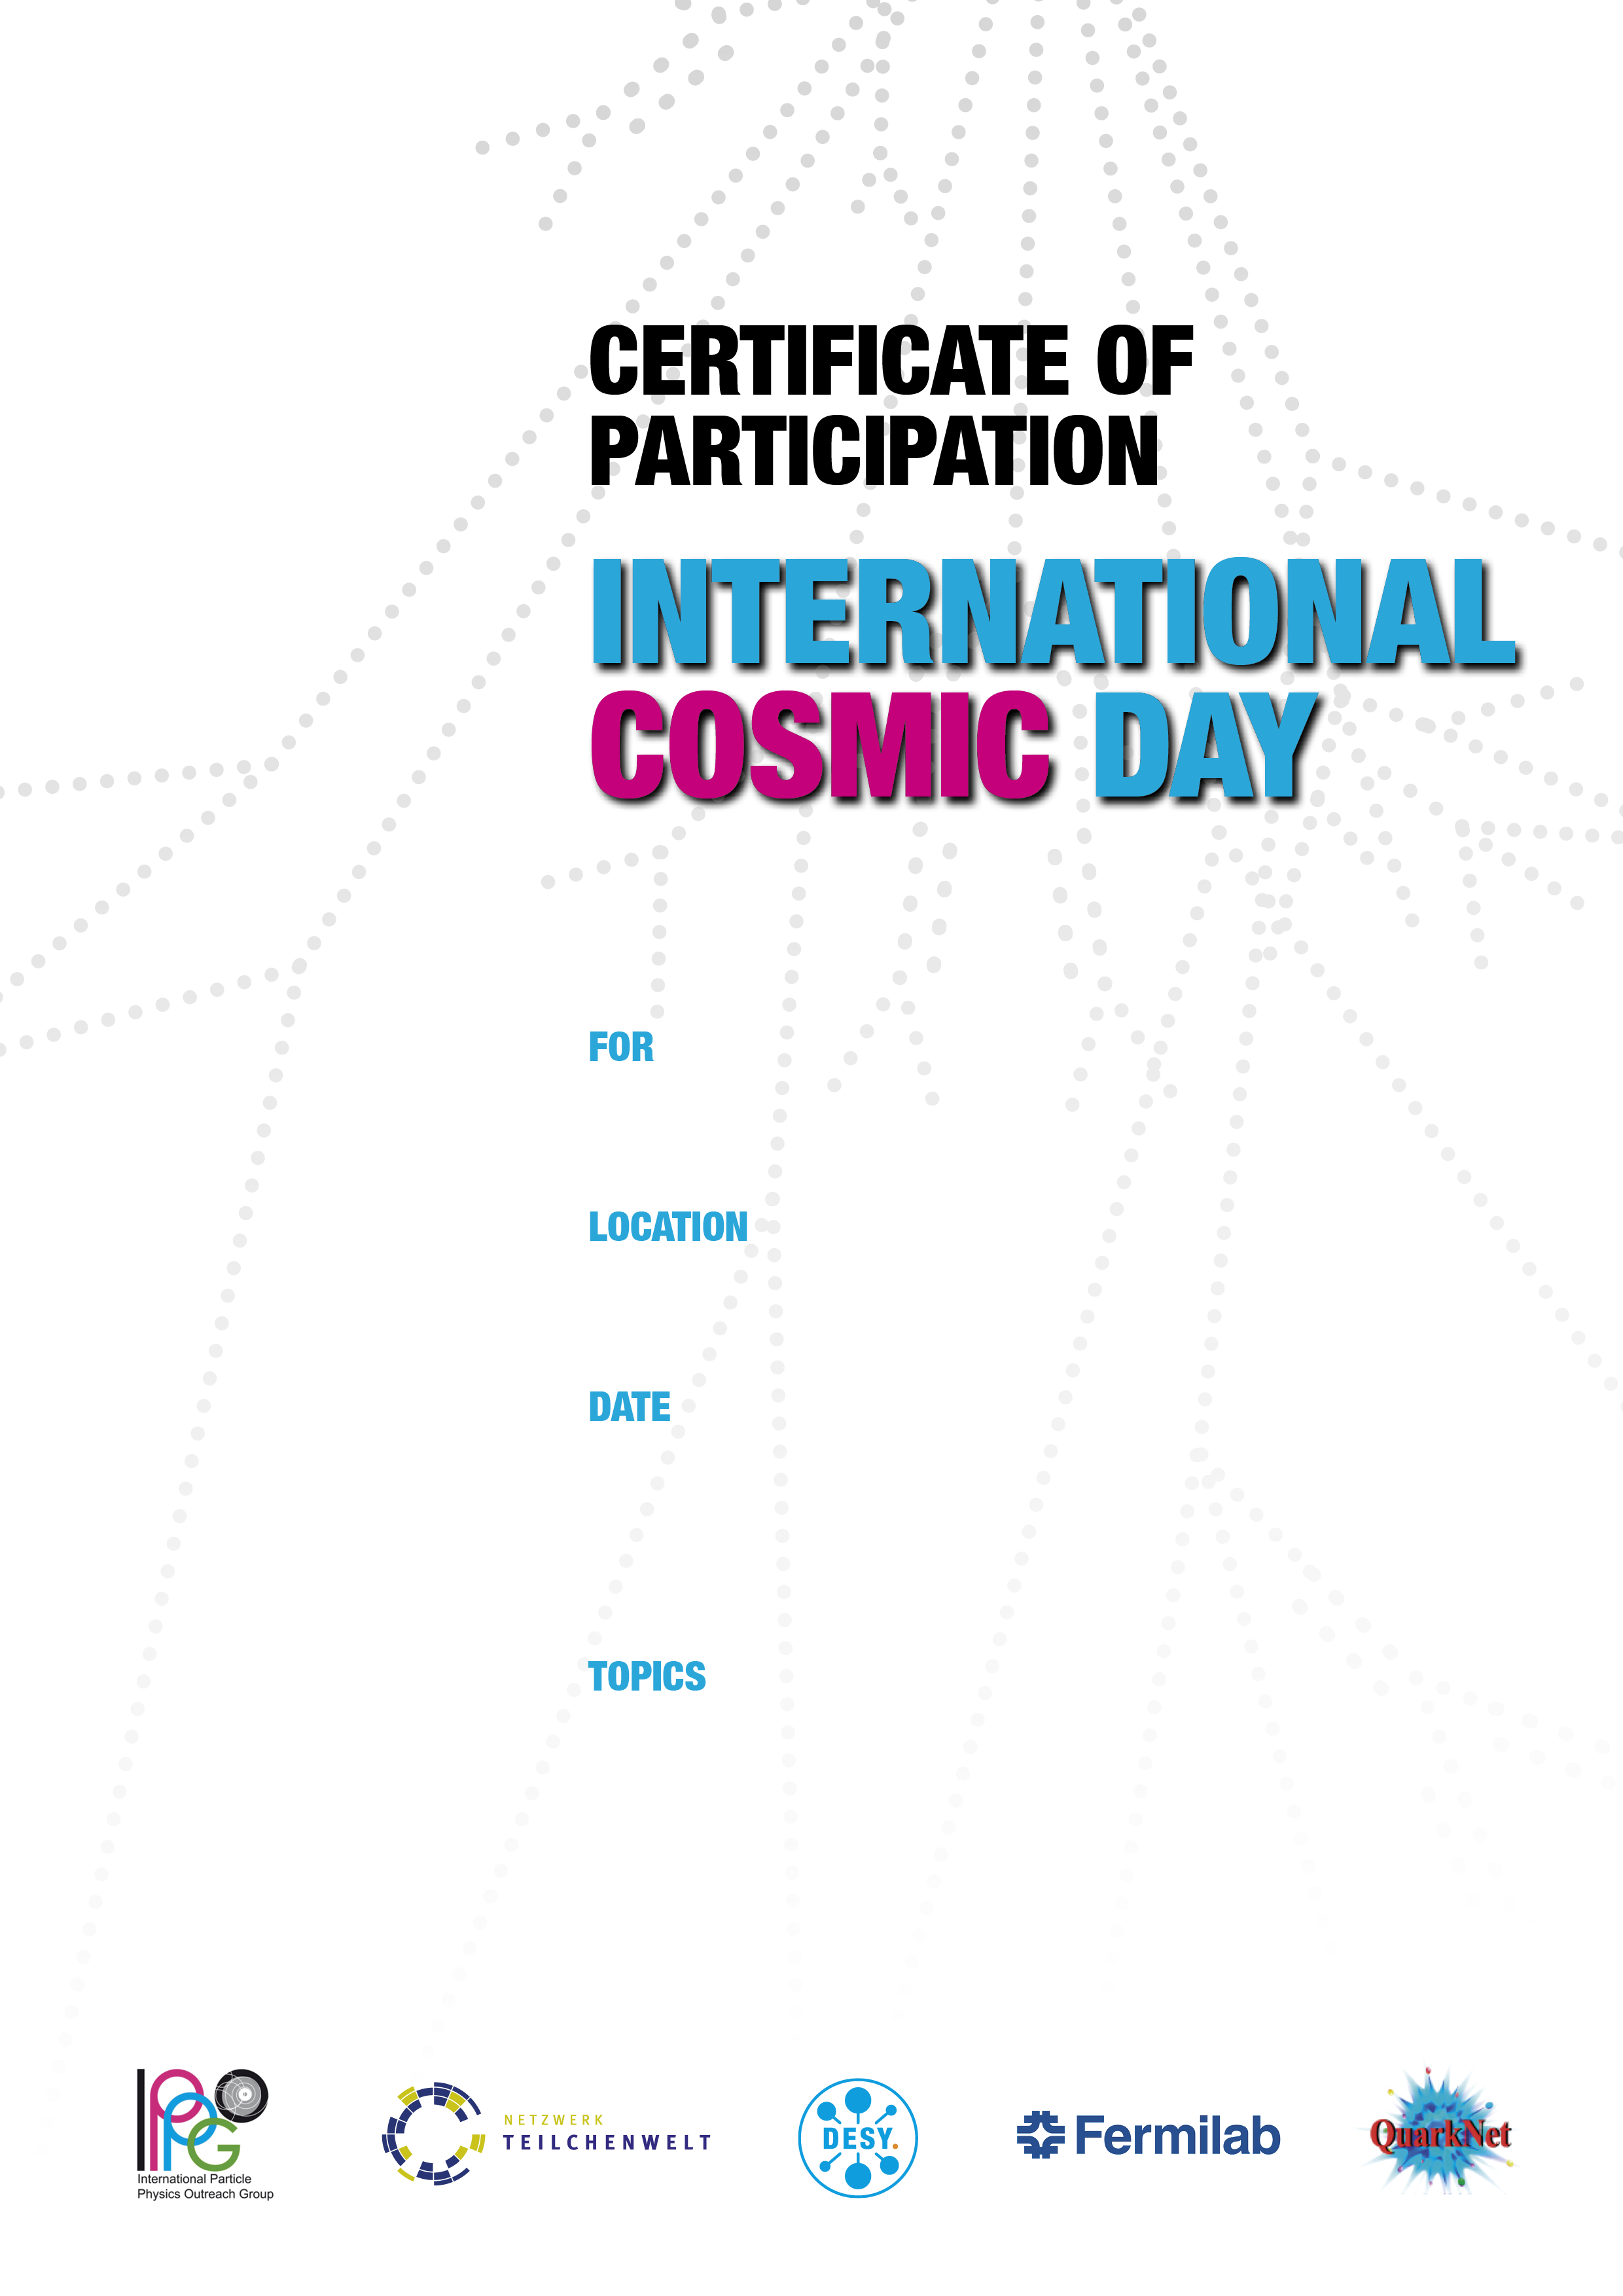 CERTIFICATE OF
PARTICIPATION
INTERNATIONAL
COSMIC DAY
FOR
LOCATION
DATE
TOPICS
IPPOG
International Particle
Physics Outreach Group
NETZWERK
TEILCHENWELT
DESY.
Fermilab
QuarkNet